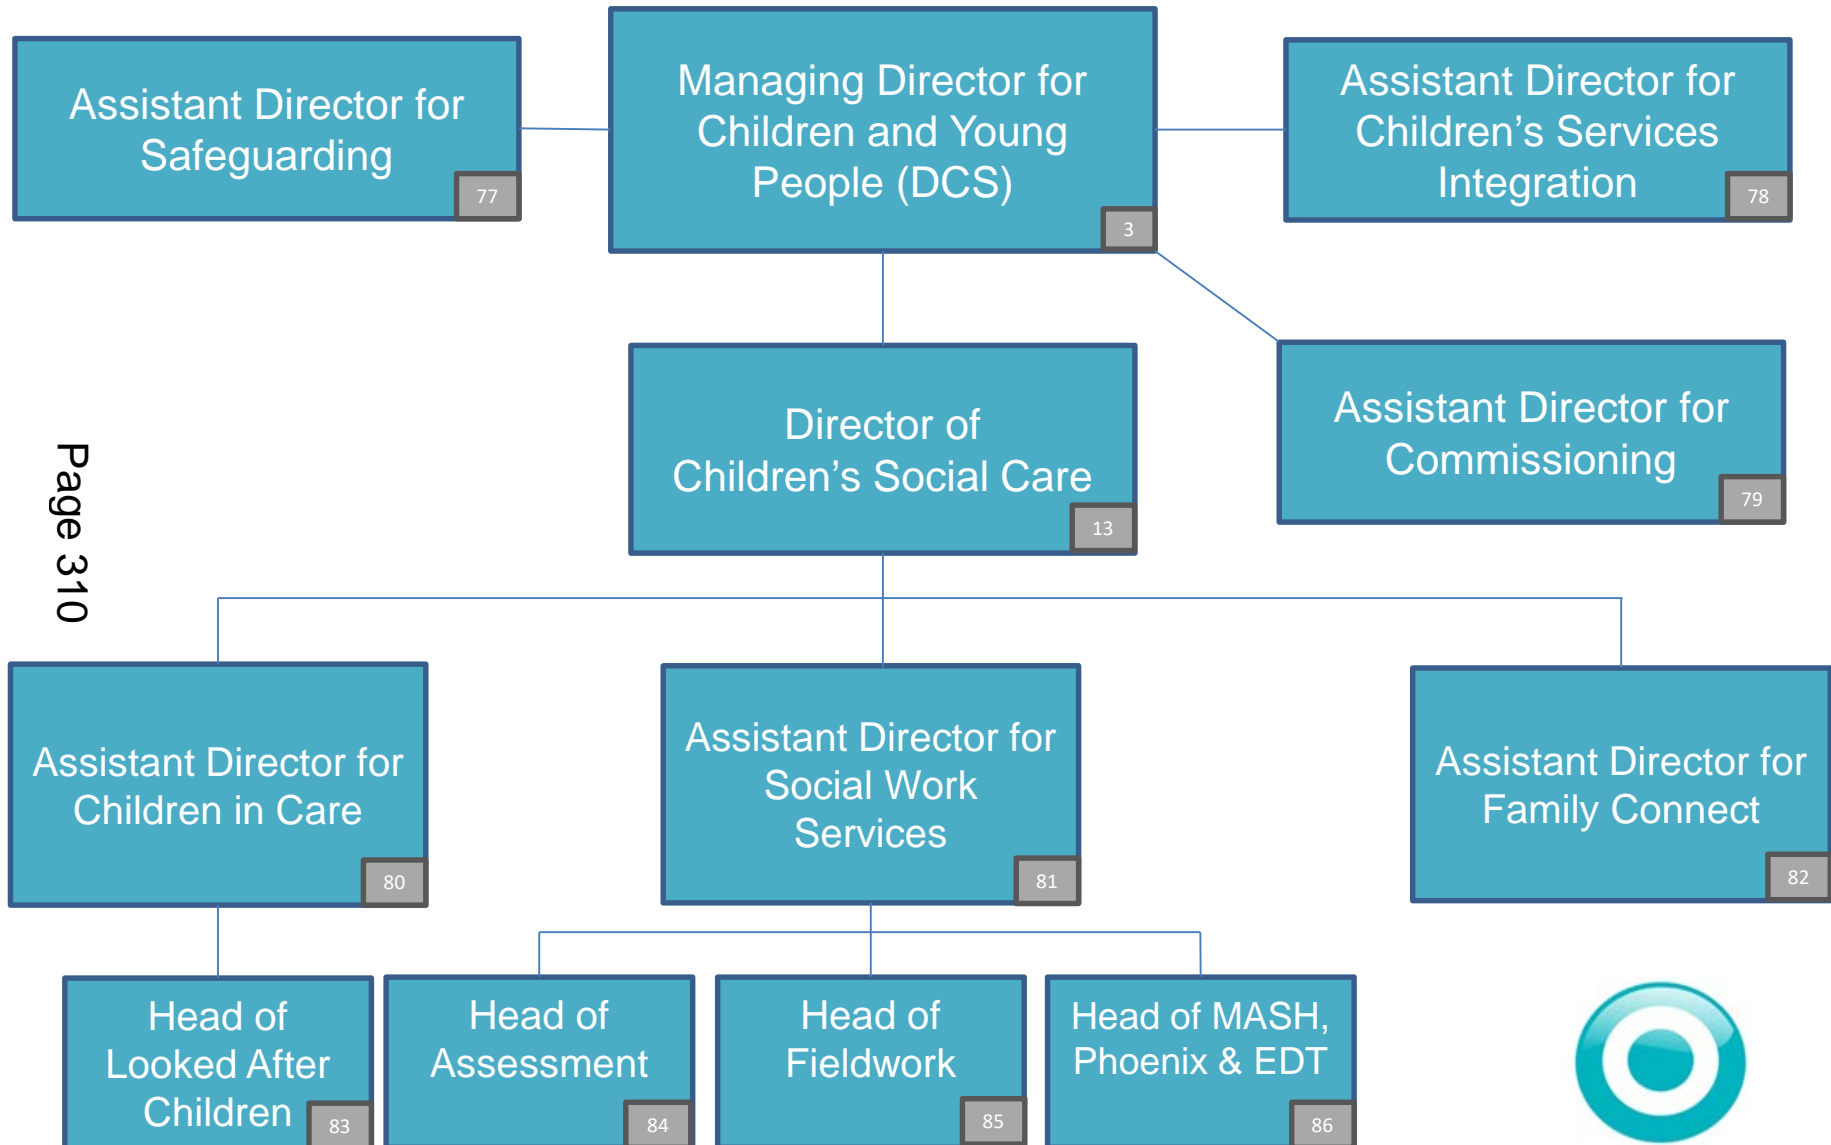 Assistant Director for
Safeguarding
77
Managing Director for
Children and Young
People (DCS)
3
Assistant Director for
Children’s Services
Integration
78
Director of
Children’s Social Care
13
Assistant Director for
Commissioning
79
Page 310
Assistant Director for
Children in Care
80
Assistant Director for
Social Work
Services
81
Assistant Director for
Family Connect
82
Head of
Looked After
Children
83
Head of
Assessment
84
Head of
Fieldwork
85
Head of MASH,
Phoenix & EDT
86